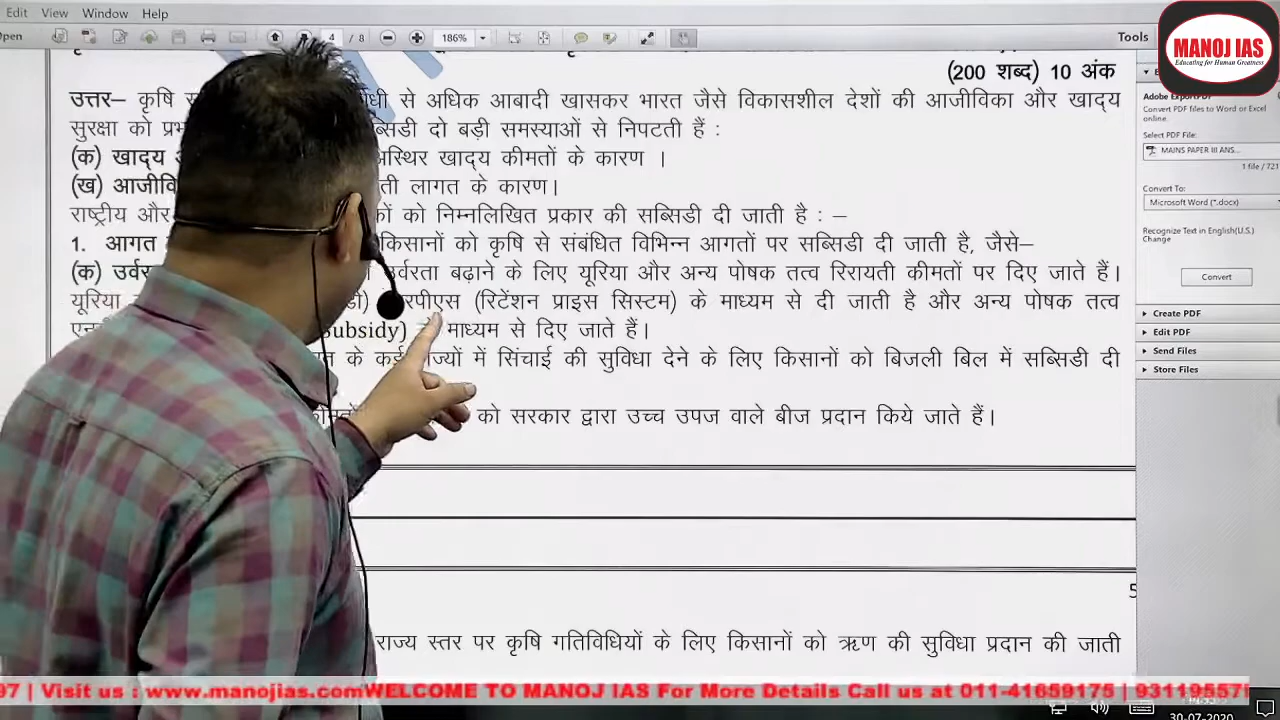 Edit View Window Help
Open 4 / 8 186% Tools
MANOJ IAS
Educating for Human Greatness
(200 शब्द) 10 अंक
उत्तर– कृषि से अधिक आबादी खासकर भारत जैसे विकासशील देशों की आजीविका और खाद्य
सुरक्षा को दो बड़ी समस्याओं से निपटती हैं :
(क) खाद्य अस्थिर खाद्य कीमतों के कारण ।
(ख) लागत के कारण।
राष्ट्रीय और को निम्नलिखित प्रकार की सब्सिडी दी जाती है : –
1. आगत किसानों को कृषि से संबंधित विभिन्न आगतों पर सब्सिडी दी जाती है, जैसे–
(क) उर्वरता बढ़ाने के लिए यूरिया और अन्य पोषक तत्व रिरायती कीमतों पर दिए जाते हैं।
यूरिया (रिटेंशन प्राइस सिस्टम) के माध्यम से दी जाती है और अन्य पोषक तत्व
Subsidy) माध्यम से दिए जाते हैं।
के कई राज्यों में सिंचाई की सुविधा देने के लिए किसानों को बिजली बिल में सब्सिडी दी
को सरकार द्वारा उच्च उपज वाले बीज प्रदान किये जाते हैं।
राज्य स्तर पर कृषि गतिविधियों के लिए किसानों को ऋण की सुविधा प्रदान की जाती
Adobe ExportPDF
Convert PDF files to Word or Excel
online.
Select PDF File:
MAINS PAPER III ANS...
1 file / 721
Convert To:
Microsoft Word (*.docx)
Recognize Text in English(U.S.)
Change
Convert
Create PDF
Edit PDF
Send Files
Store Files
97 | Visit us : www.manojias.comWELCOME TO MANOJ IAS For More Details Call us at 011-41659175 | 931195571
30-07-2020